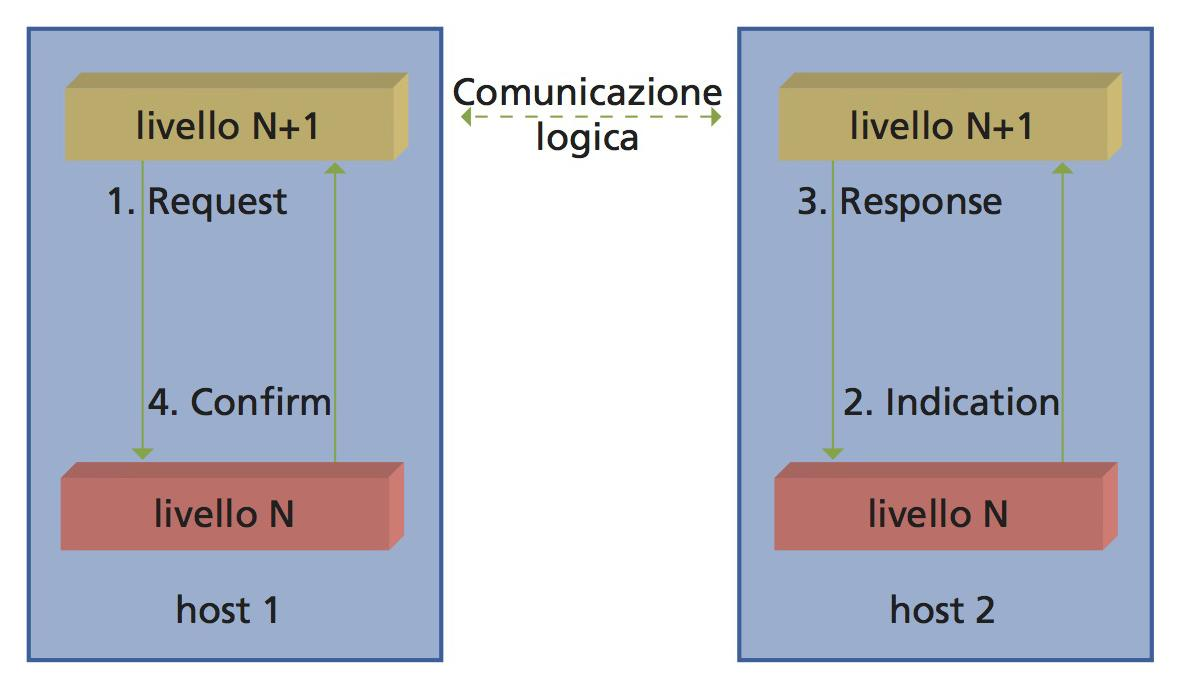 livello N+1
1. Request
4. Confirm
livello N
host 1
Comunicazione
logica
livello N+1
3. Response
2. Indication
livello N
host 2